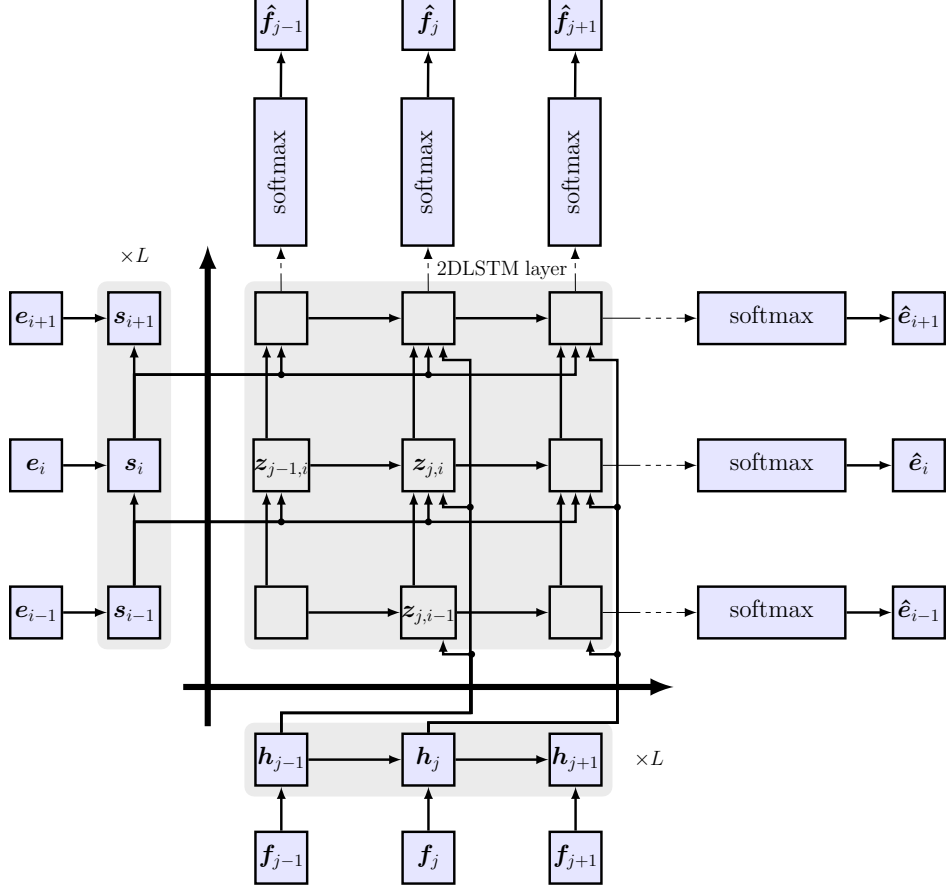 f̂_{j−1} f̂_j f̂_{j+1}
softmax softmax softmax
×L
2DLSTM layer
e_{i+1} s_{i+1} softmax ê_{i+1}
e_i s_i z_{j−1,i} z_{j,i} softmax ê_i
e_{i−1} s_{i−1} z_{j,i−1} softmax ê_{i−1}
h_{j−1} h_j h_{j+1} ×L
f_{j−1} f_j f_{j+1}